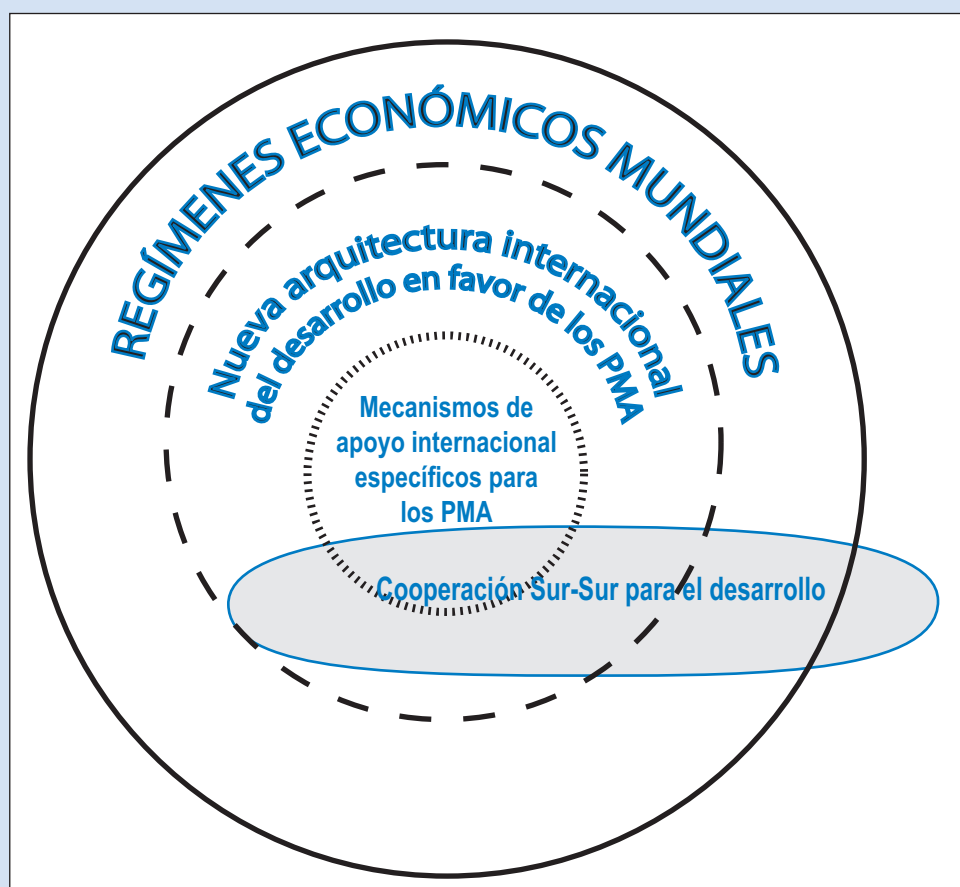 REGÍMENES ECONÓMICOS MUNDIALES
Nueva arquitectura internacional
del desarrollo en favor de los PMA
Mecanismos de
apoyo internacional
específicos para
los PMA
Cooperación Sur-Sur para el desarrollo